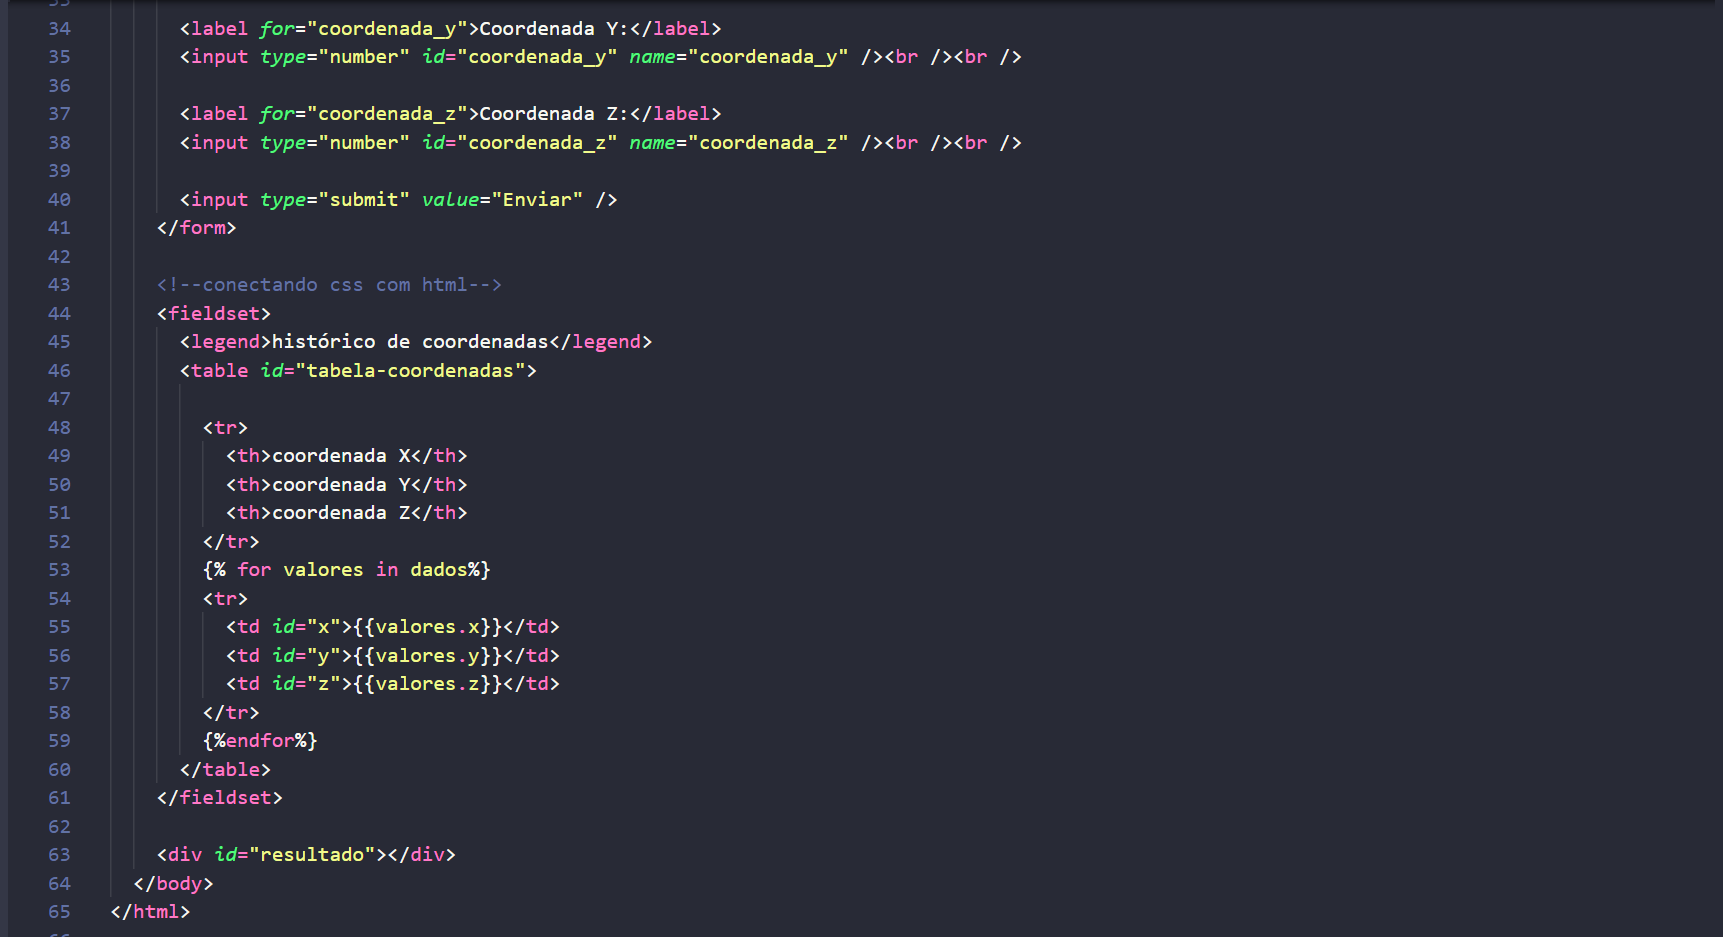 34 <label for="coordenada_y">Coordenada Y:</label>
35 <input type="number" id="coordenada_y" name="coordenada_y" /><br /><br />
36
37 <label for="coordenada_z">Coordenada Z:</label>
38 <input type="number" id="coordenada_z" name="coordenada_z" /><br /><br />
39
40 <input type="submit" value="Enviar" />
41 </form>
42
43 <!--conectando css com html-->
44 <fieldset>
45 <legend>histórico de coordenadas</legend>
46 <table id="tabela-coordenadas">
47
48 <tr>
49 <th>coordenada X</th>
50 <th>coordenada Y</th>
51 <th>coordenada Z</th>
52 </tr>
53 {% for valores in dados%}
54 <tr>
55 <td id="x">{{valores.x}}</td>
56 <td id="y">{{valores.y}}</td>
57 <td id="z">{{valores.z}}</td>
58 </tr>
59 {%endfor%}
60 </table>
61 </fieldset>
62
63 <div id="resultado"></div>
64 </body>
65 </html>